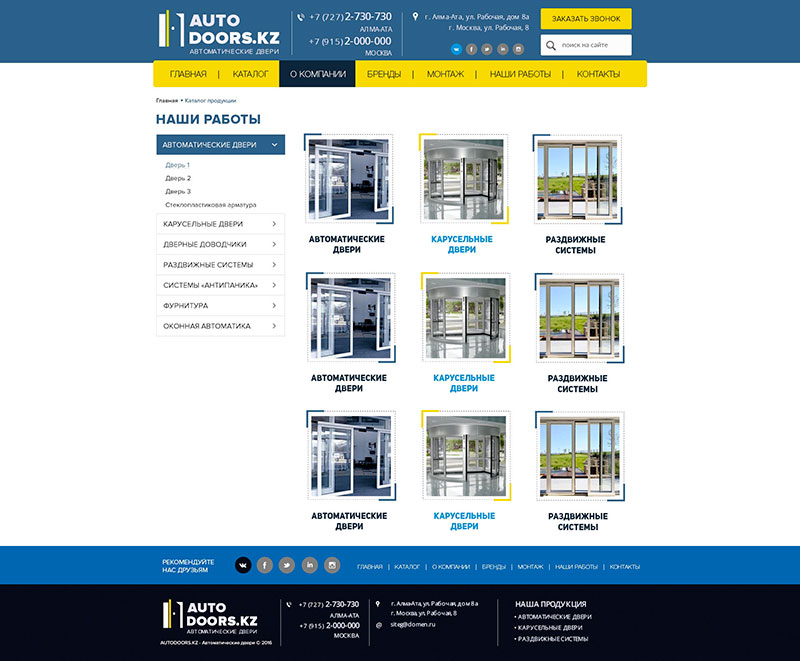 AUTO
DOORS.KZ
АВТОМАТИЧЕСКИЕ ДВЕРИ
+7 (727) 2-730-730
АЛМА-АТА
+7 (915) 2-000-000
МОСКВА
г. Алма-Ата, ул. Рабочая, дом 8а
г. Москва, ул. Рабочая, 8
ЗАКАЗАТЬ ЗВОНОК
поиск на сайте
ГЛАВНАЯ | КАТАЛОГ О КОМПАНИИ БРЕНДЫ | МОНТАЖ | НАШИ РАБОТЫ | КОНТАКТЫ
Главная • Каталог продукции
НАШИ РАБОТЫ
АВТОМАТИЧЕСКИЕ ДВЕРИ
Дверь 1
Дверь 2
Дверь 3
Стеклопластиковая арматура
КАРУСЕЛЬНЫЕ ДВЕРИ
ДВЕРНЫЕ ДОВОДЧИКИ
РАЗДВИЖНЫЕ СИСТЕМЫ
СИСТЕМЫ «АНТИПАНИКА»
ФУРНИТУРА
ОКОННАЯ АВТОМАТИКА
АВТОМАТИЧЕСКИЕ
ДВЕРИ
КАРУСЕЛЬНЫЕ
ДВЕРИ
РАЗДВИЖНЫЕ
СИСТЕМЫ
АВТОМАТИЧЕСКИЕ
ДВЕРИ
КАРУСЕЛЬНЫЕ
ДВЕРИ
РАЗДВИЖНЫЕ
СИСТЕМЫ
АВТОМАТИЧЕСКИЕ
ДВЕРИ
КАРУСЕЛЬНЫЕ
ДВЕРИ
РАЗДВИЖНЫЕ
СИСТЕМЫ
РЕКОМЕНДУЙТЕ
НАС ДРУЗЬЯМ
ГЛАВНАЯ | КАТАЛОГ | О КОМПАНИИ | БРЕНДЫ | МОНТАЖ | НАШИ РАБОТЫ | КОНТАКТЫ
AUTO
DOORS.KZ
АВТОМАТИЧЕСКИЕ ДВЕРИ
AUTODOORS.KZ - Автоматические двери © 2016
+7 (727) 2-730-730
АЛМА-АТА
+7 (915) 2-000-000
МОСКВА
г. Алма-Ата, ул. Рабочая, дом 8а
г. Москва, ул. Рабочая, 8
@ siteg@domen.ru
НАША ПРОДУКЦИЯ
• АВТОМАТИЧЕСКИЕ ДВЕРИ
• КАРУСЕЛЬНЫЕ ДВЕРИ
• РАЗДВИЖНЫЕ СИСТЕМЫ